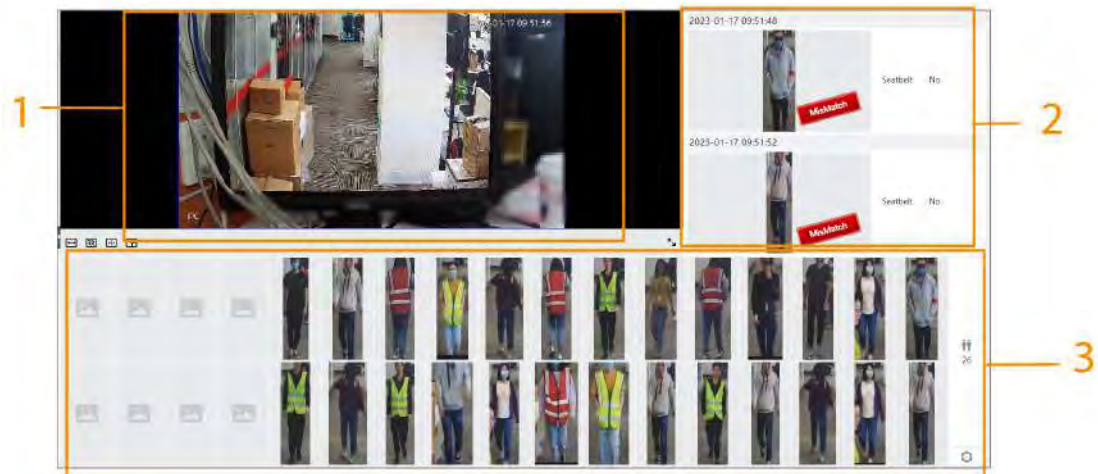 2023-01-17 09:51:56
2023-01-17 09:51:48
Seatbelt No
MisMatch
1
2
2023-01-17 09:51:52
Seatbelt No
MisMatch
IPC
3
26